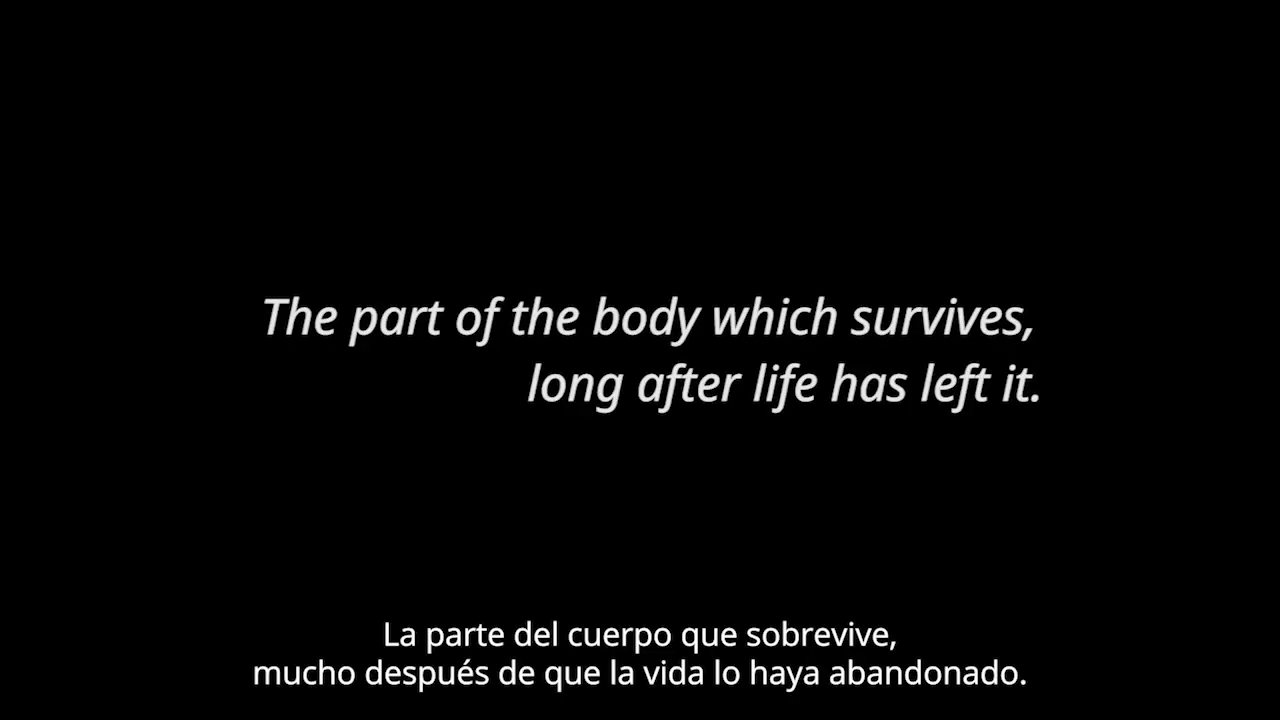 The part of the body which survives,
long after life has left it.
La parte del cuerpo que sobrevive,
mucho después de que la vida lo haya abandonado.